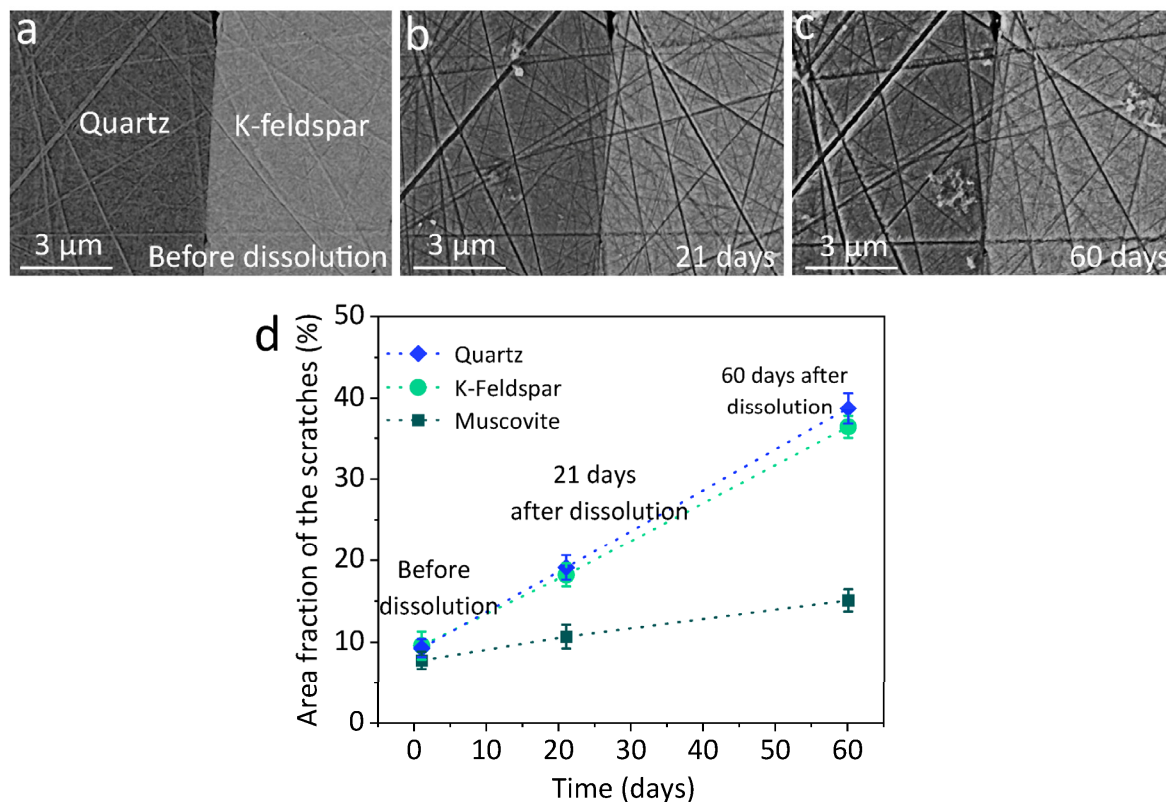 a
Quartz
K-feldspar
3 µm
Before dissolution
b
3 µm
21 days
c
3 µm
60 days
d
Area fraction of the scratches (%)
50
40
30
20
10
0
Quartz
K-Feldspar
Muscovite
Before
dissolution
21 days
after dissolution
60 days after
dissolution
0 10 20 30 40 50 60
Time (days)